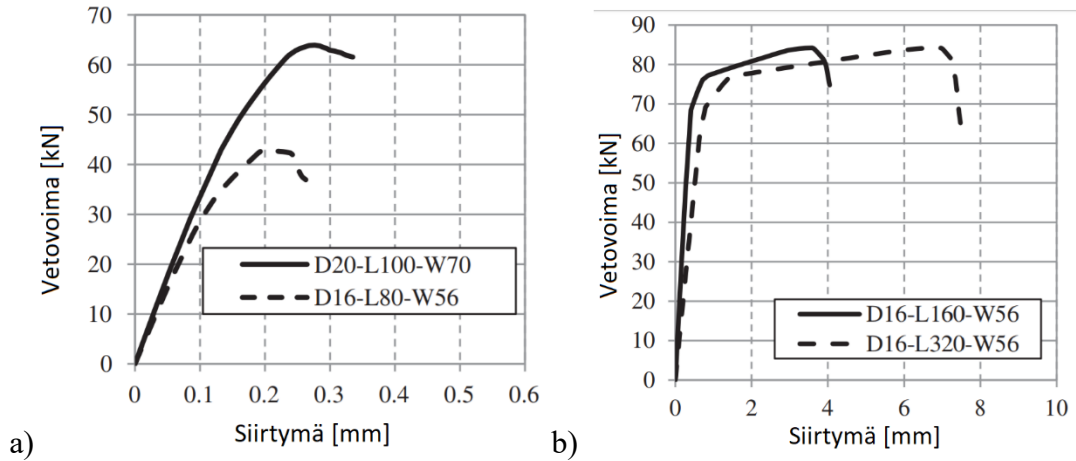 70
60
50
40
30
20
10
0
Vetovoima [kN]
D20-L100-W70
D16-L80-W56
0 0.1 0.2 0.3 0.4 0.5 0.6
Siirtymä [mm]
a)
90
80
70
60
50
40
30
20
10
0
Vetovoima [kN]
D16-L160-W56
D16-L320-W56
0 2 4 6 8 10
Siirtymä [mm]
b)